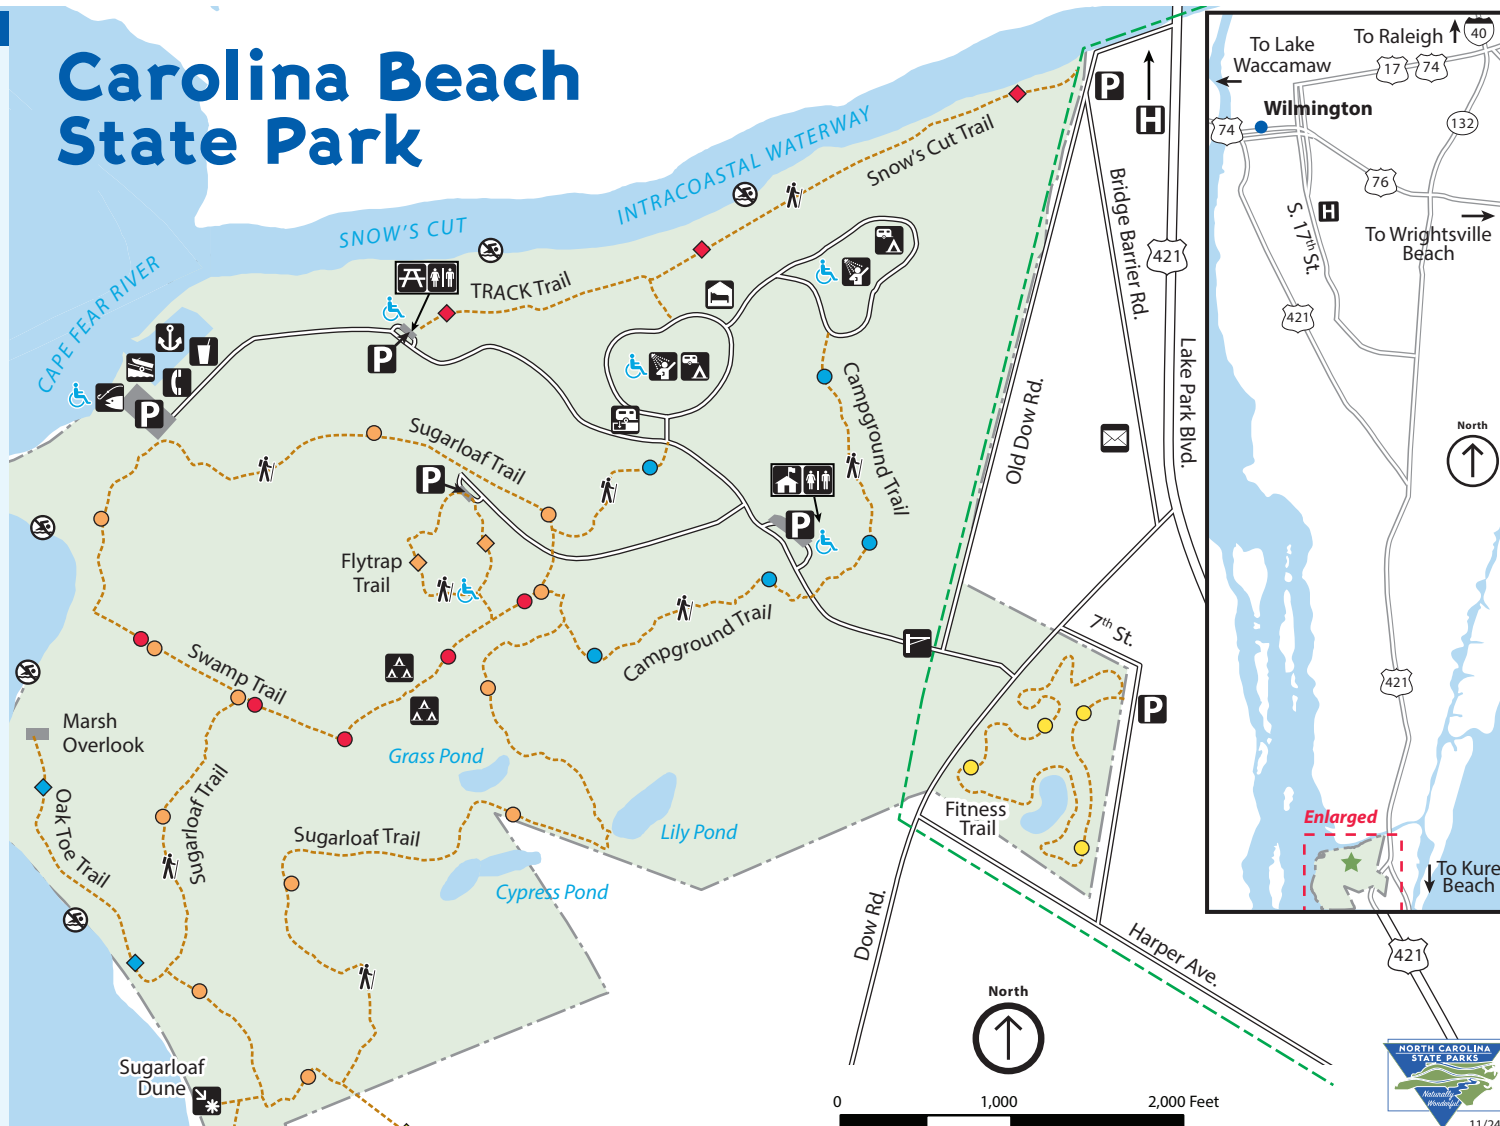 Carolina Beach
State Park
CAPE FEAR RIVER
SNOW'S CUT
INTRACOASTAL WATERWAY
Snow's Cut Trail
TRACK Trail
P
P
P
H
Bridge Barrier Rd.
421
Lake Park Blvd.
Old Dow Rd.
Sugarloaf Trail
P
Campground Trail
P
Flytrap
Trail
Campground Trail
7th St.
P
Swamp Trail
Marsh
Overlook
Oak Toe Trail
Sugarloaf Trail
Grass Pond
Sugarloaf Trail
Lily Pond
Cypress Pond
Fitness
Trail
Dow Rd.
Harper Ave.
Sugarloaf
Dune
North
0
1,000
2,000 Feet
To Lake
Waccamaw
To Raleigh
40
17
74
Wilmington
74
132
76
H
S. 17th St.
To Wrightsville
Beach
421
North
421
Enlarged
To Kure
Beach
421
NORTH CAROLINA
STATE PARKS
Naturally
Wonderful
11/24